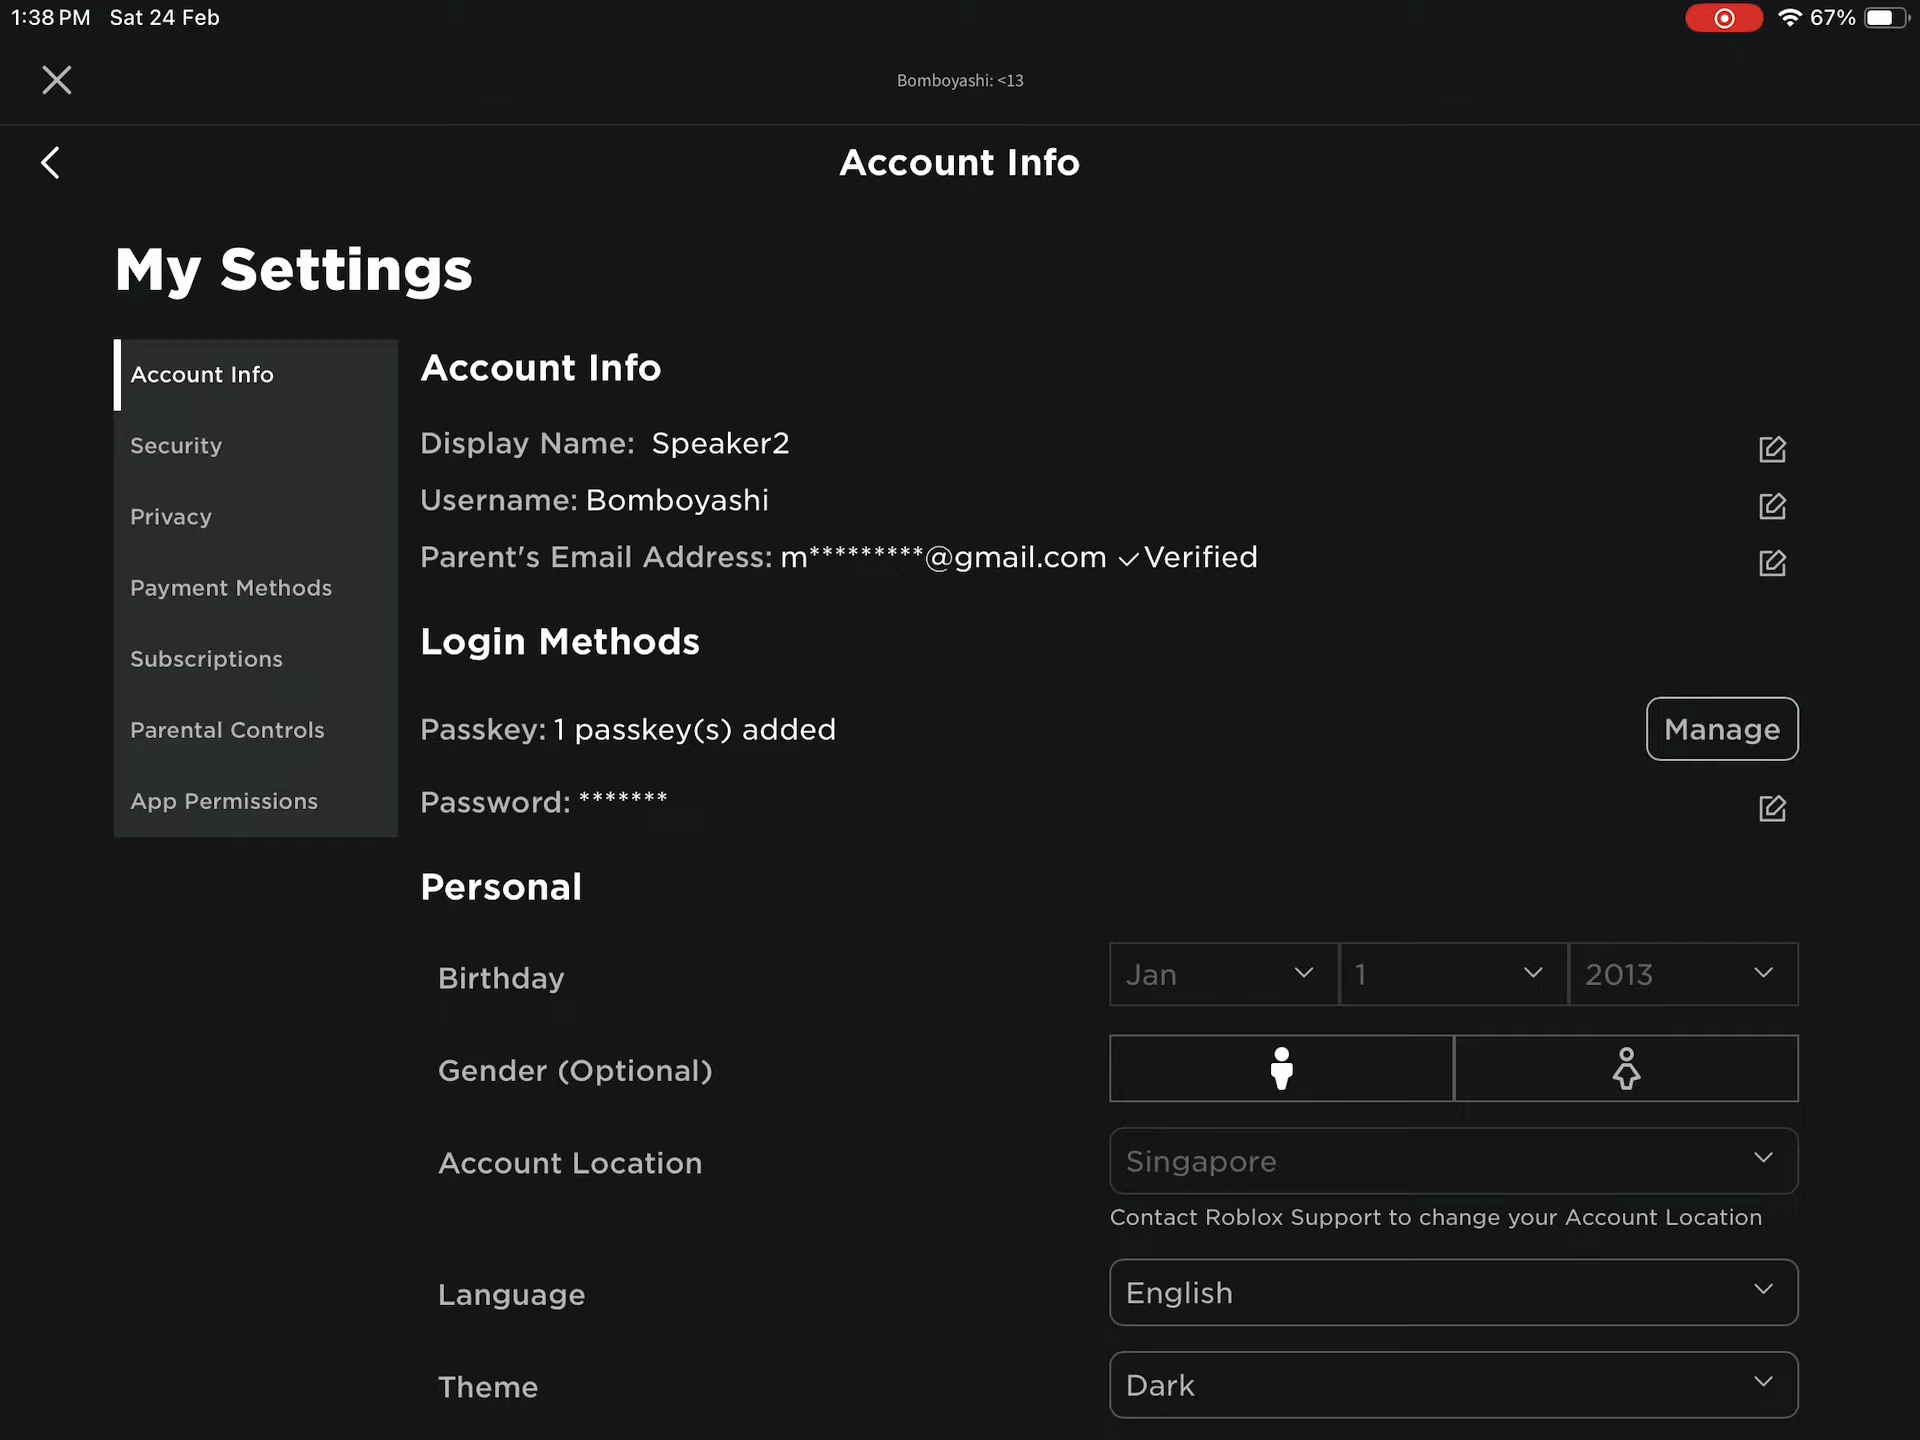 1:38 PM Sat 24 Feb
67%
Bomboyashi: <13
Account Info
My Settings
Account Info
Security
Privacy
Payment Methods
Subscriptions
Parental Controls
App Permissions
Account Info
Display Name: Speaker2
Username: Bomboyashi
Parent's Email Address: m*********@gmail.com ✓Verified
Login Methods
Passkey: 1 passkey(s) added
Manage
Password: *******
Personal
Birthday
Jan 1 2013
Gender (Optional)
Account Location
Singapore
Contact Roblox Support to change your Account Location
Language
English
Theme
Dark